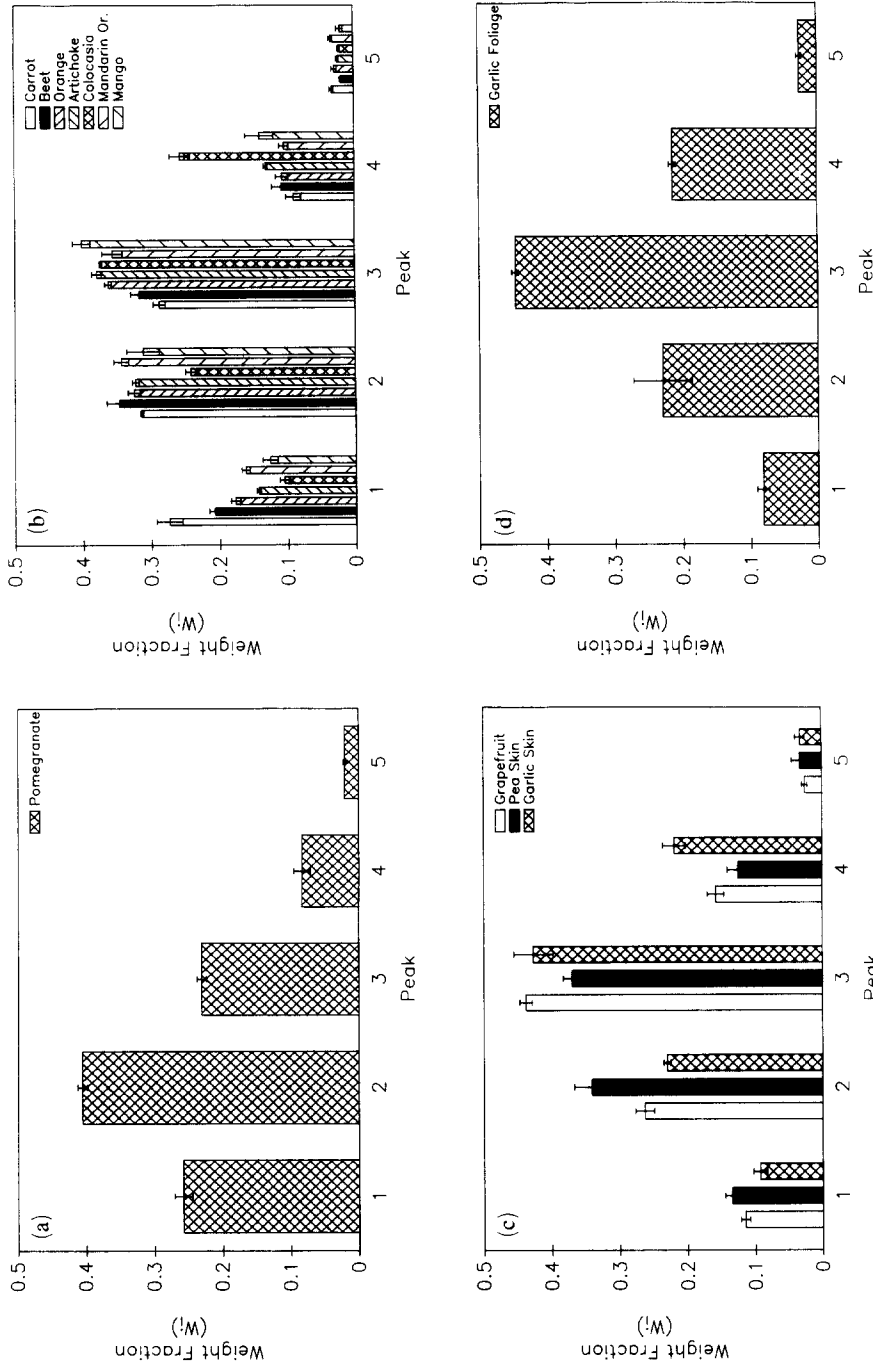 (a)
Pomegranate
0.5
0.4
0.3
0.2
0.1
0
Weight Fraction
(Wi)
1 2 3 4 5
Peak
(b)
Carrot
Beet
Orange
Artichoke
Colocasia
Mandarin Or.
Mango
0.5
0.4
0.3
0.2
0.1
0
Weight Fraction
(Wi)
1 2 3 4 5
Peak
(c)
Grapefruit
Pea Skin
Garlic Skin
0.5
0.4
0.3
0.2
0.1
0
Weight Fraction
(Wi)
1 2 3 4 5
Peak
(d)
Garlic Foliage
0.5
0.4
0.3
0.2
0.1
0
Weight Fraction
(Wi)
1 2 3 4 5
Peak